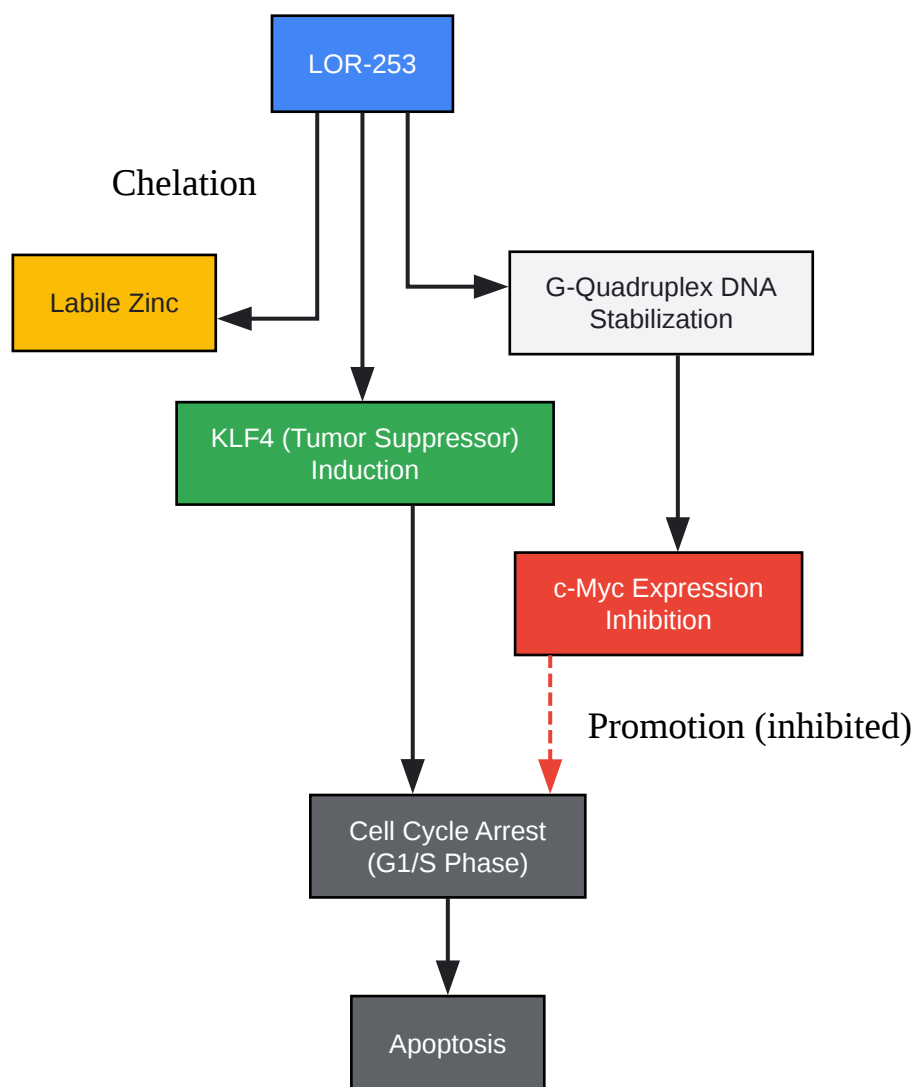 LOR-253
Chelation
Labile Zinc
G-Quadruplex DNA
Stabilization
KLF4 (Tumor Suppressor)
Induction
c-Myc Expression
Inhibition
Promotion (inhibited)
Cell Cycle Arrest
(G1/S Phase)
Apoptosis